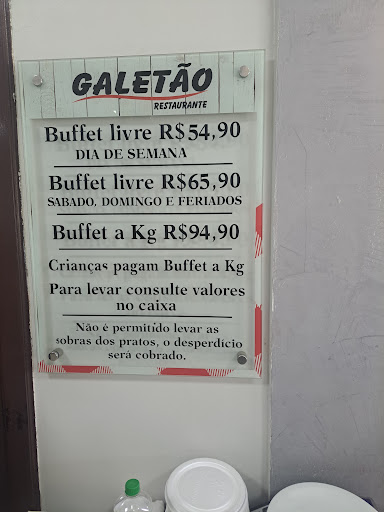 GALETÃO
RESTAURANTE
Buffet livre R$54,90
DIA DE SEMANA
Buffet livre R$65,90
SABADO, DOMINGO E FERIADOS
Buffet a Kg R$94,90
Crianças pagam Buffet a Kg
Para levar consulte valores
no caixa
Não é permitido levar as
sobras dos pratos, o desperdício
será cobrado.